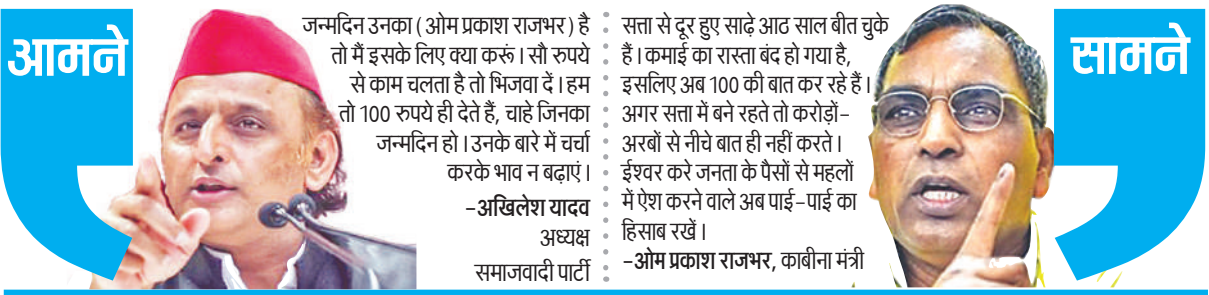 आमने
जन्मदिन उनका ( ओम प्रकाश राजभर ) है
तो मैं इसके लिए क्या करूं । सौ रुपये
से काम चलता है तो भिजवा दें । हम
तो 100 रुपये ही देते हैं, चाहे जिनका
जन्मदिन हो । उनके बारे में चर्चा
करके भाव न बढ़ाएं ।
-अखिलेश यादव
अध्यक्ष
समाजवादी पार्टी
सत्ता से दूर हुए साढ़े आठ साल बीत चुके
हैं । कमाई का रास्ता बंद हो गया है,
इसलिए अब 100 की बात कर रहे हैं ।
अगर सत्ता में बने रहते तो करोड़ों-
अरबों से नीचे बात ही नहीं करते ।
ईश्वर करे जनता के पैसों से महलों
में ऐश करने वाले अब पाई-पाई का
हिसाब रखें ।
-ओम प्रकाश राजभर, काबीना मंत्री
सामने